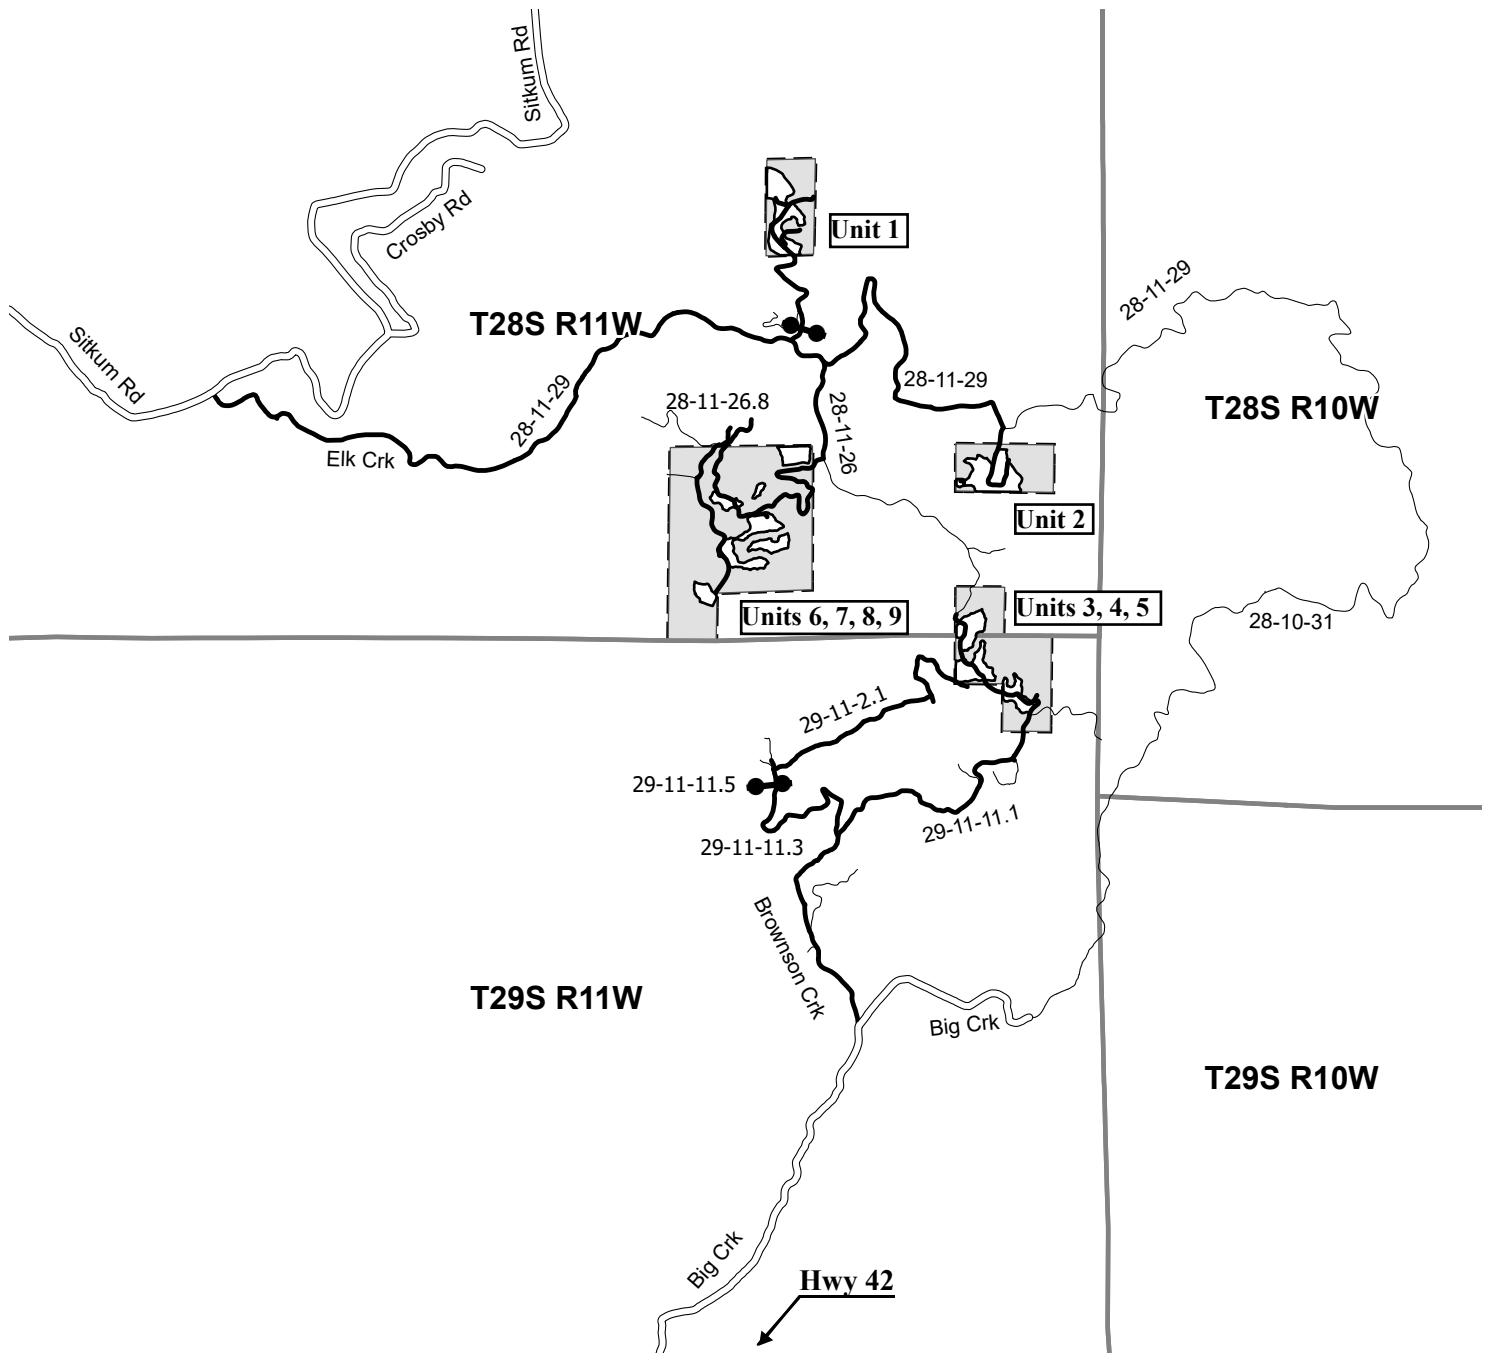 Sitkum Rd
Crosby Rd
Unit 1
28-11-29
T28S R11W
Sitkum Rd
28-11-29
28-11-29
28-11-26.8
28-11-26
T28S R10W
Elk Crk
Unit 2
Units 6, 7, 8, 9
Units 3, 4, 5
28-10-31
29-11-2.1
29-11-11.5
29-11-11.3
29-11-11.1
Brownson Crk
T29S R11W
Big Crk
T29S R10W
Big Crk
Hwy 42